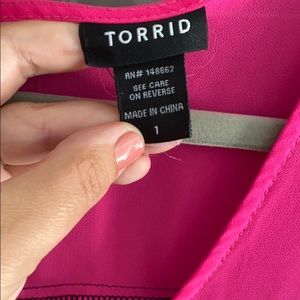 TORRID
RN# 148862
SEE CARE
ON REVERSE
MADE IN CHINA
1